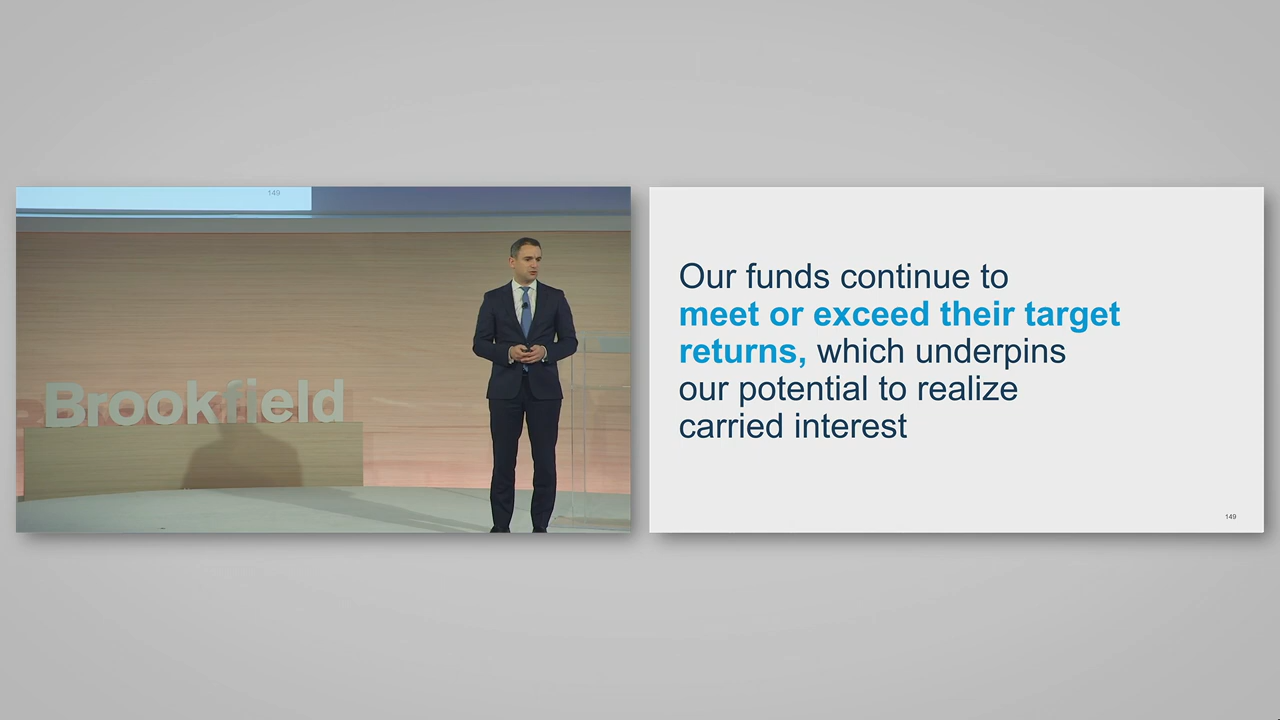 149
Brookfield
Our funds continue to
meet or exceed their target
returns, which underpins
our potential to realize
carried interest
149